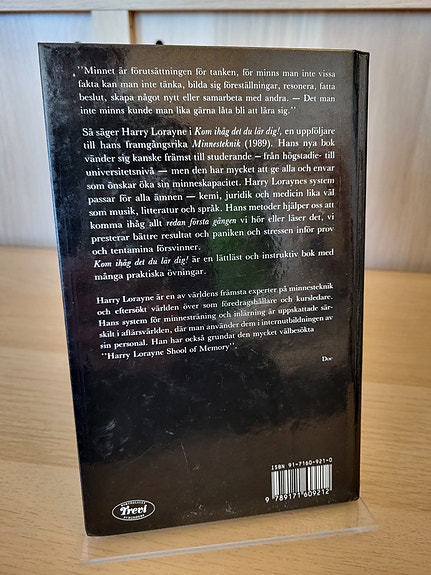 ''Minnet är förutsättningen för tanken, för minns man inte vissa
fakta kan man inte tänka, bilda sig föreställningar, resonera, fatta
beslut, skapa något nytt eller samarbeta med andra. — Det man
inte minns kunde man lika gärna låta bli att lära sig.''
Så säger Harry Lorayne i Kom ihåg det du lär dig!, en uppföljare
till hans framgångsrika Minnesteknik (1989). Hans nya bok
vänder sig kanske främst till studerande — från högstadie- till
universitetsnivå — men den har mycket att ge alla och envar
som önskar öka sin minneskapacitet. Harry Loraynes system
passar för alla ämnen — kemi, juridik och medicin lika väl
som musik, litteratur och språk. Hans metoder hjälper oss att
komma ihåg allt redan första gången vi hör eller läser det, vi
presterar bättre resultat och paniken och stressen inför prov
och tentamina försvinner.
Kom ihåg det du lär dig! är en lättläst och instruktiv bok med
många praktiska övningar.
Harry Lorayne är en av världens främsta experter på minnesteknik
och eftersökt världen över som föredragshållare och kursledare.
Hans system för minnesträning och inlärning är uppskattade sär-
skilt i affärsvärlden, där man använder dem i internutbildningen av
sin personal. Han har också grundat den mycket välbesökta
''Harry Lorayne Shool of Memory''.
Doe
ISBN 91-7160-921-0
9 789171 609212
Trevi